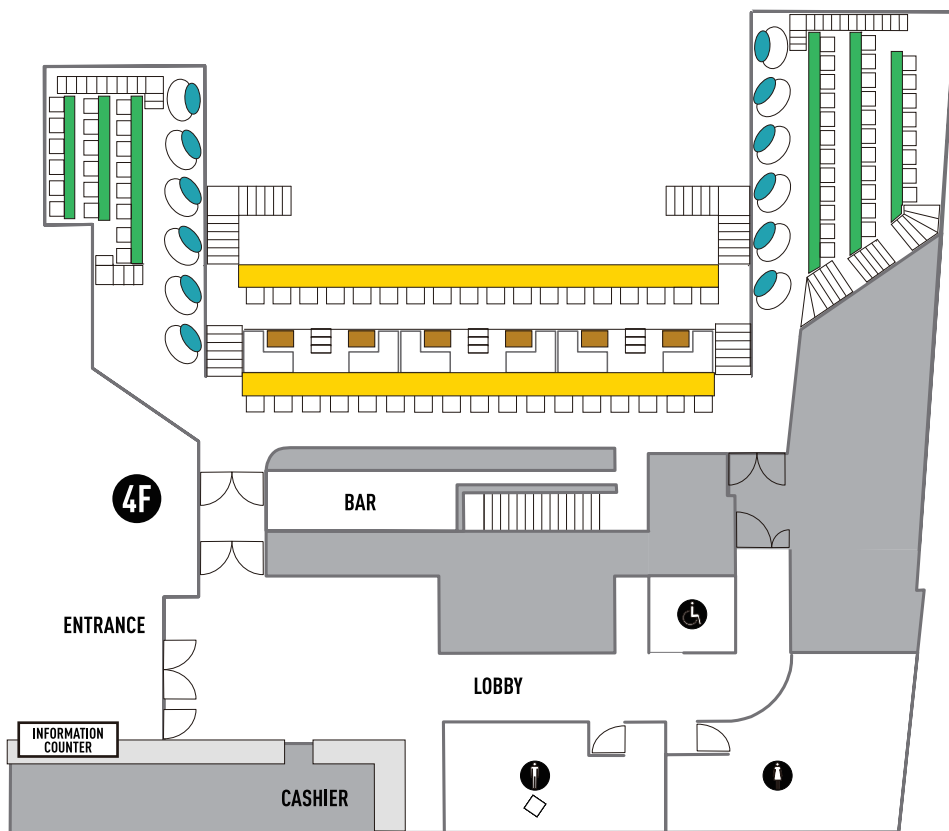 4F
BAR
ENTRANCE
LOBBY
INFORMATION
COUNTER
CASHIER